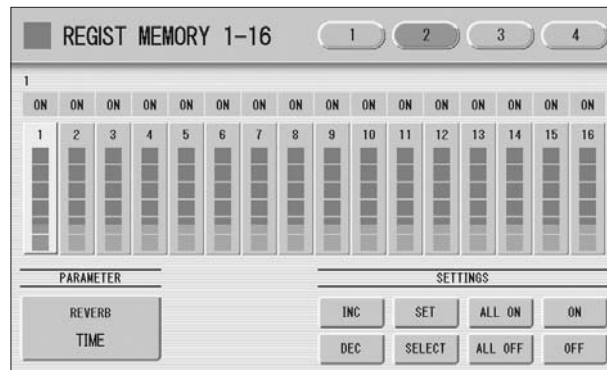 REGIST MEMORY 1-16 1 2 3 4
1
ON ON ON ON ON ON ON ON ON ON ON ON ON ON ON ON
1 2 3 4 5 6 7 8 9 10 11 12 13 14 15 16
PARAMETER SETTINGS
REVERB INC SET ALL ON ON
TIME
DEC SELECT ALL OFF OFF